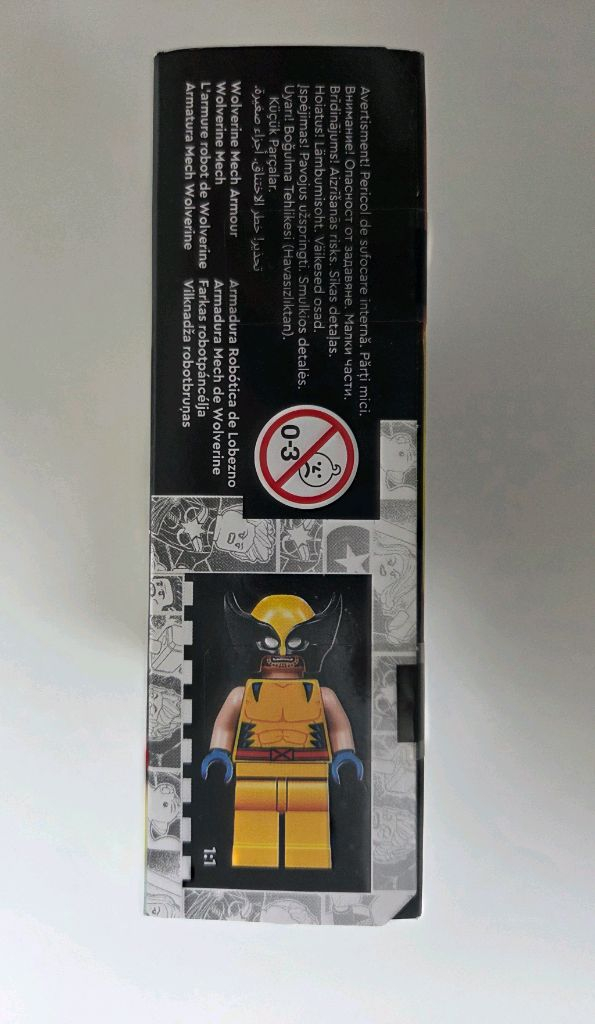 Avertisment! Pericol de sufocare internă. Părți mici.
Внимание! Опасност от задавяне. Малки части.
Brīdinājums! Aizrīšanās risks. Sīkas detaļas.
Hoiatus! Lämbumisoht. Väikesed osad.
Įspėjimas! Pavojus užspringti. Smulkios detalės.
Uyarı! Boğulma Tehlikesi (Havasızlıktan).
Küçük Parçalar.
تحذير! خطر الاختناق. أجزاء صغيرة.
0-3
Wolverine Mech Armour
Wolverine Mech
L'armure robot de Wolverine
Armatura Mech Wolverine
Armadura Robótica de Lobezno
Armadura Mech de Wolverine
Farkas robotpáncélja
Vilknadža robotbruņas
1:1